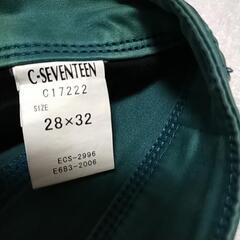 C-SEVENTEEN
C17222
SIZE
28×32
ECS-2996
E683-2006